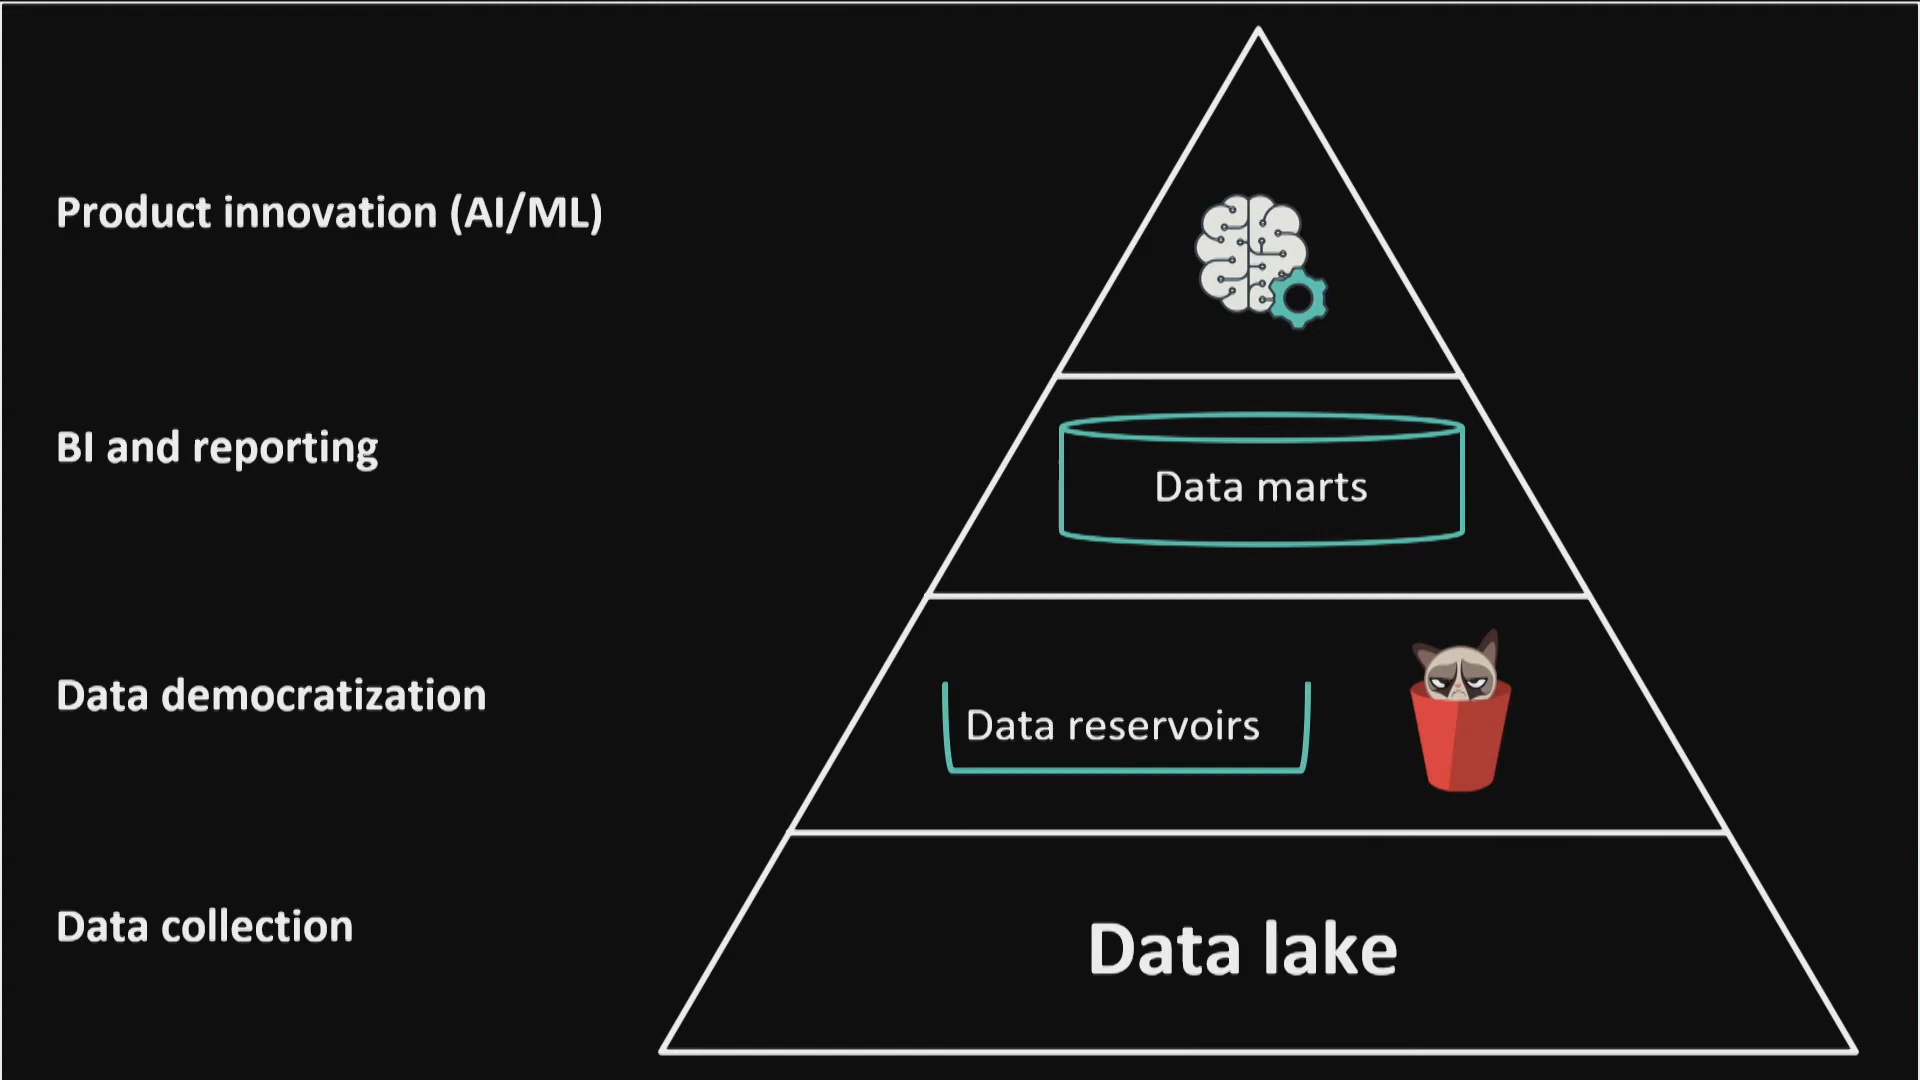 Product innovation (AI/ML)
BI and reporting
Data marts
Data democratization
Data reservoirs
Data collection
Data lake